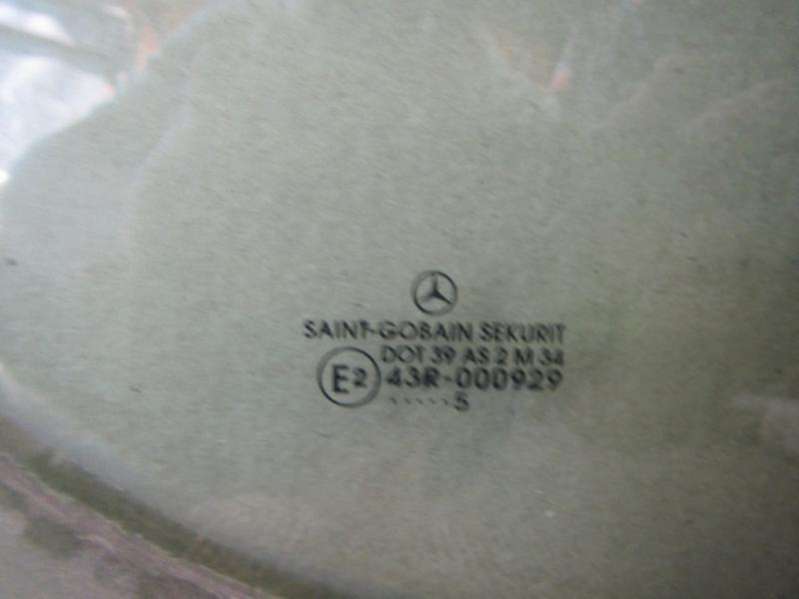 SAINT-GOBAIN SEKURIT
DOT 39 AS 2 M 34
E2 43R-000929
.....5